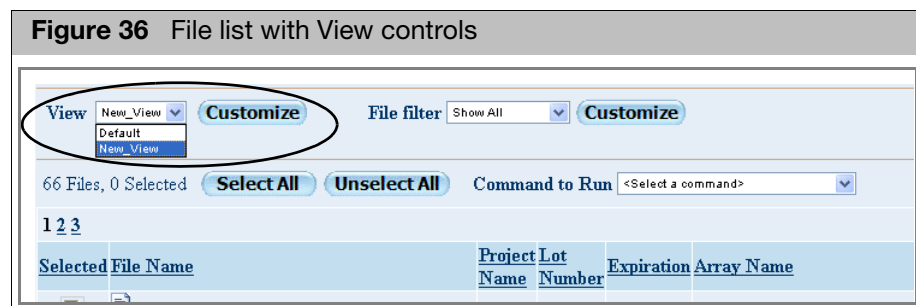 Figure 36 File list with View controls
View New_View Customize File filter Show All Customize
Default
New_View
66 Files, 0 Selected Select All Unselect All Command to Run <Select a command>
1 2 3
Selected File Name Project Name Lot Number Expiration Array Name